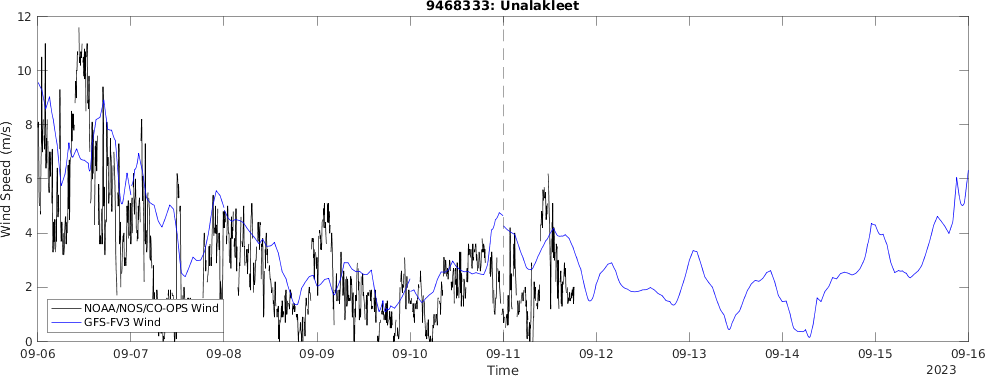 9468333: Unalakleet
12
10
8
6
4
2
0
Wind Speed (m/s)
NOAA/NOS/CO-OPS Wind
GFS-FV3 Wind
09-06 09-07 09-08 09-09 09-10 09-11 09-12 09-13 09-14 09-15 09-16
Time
2023